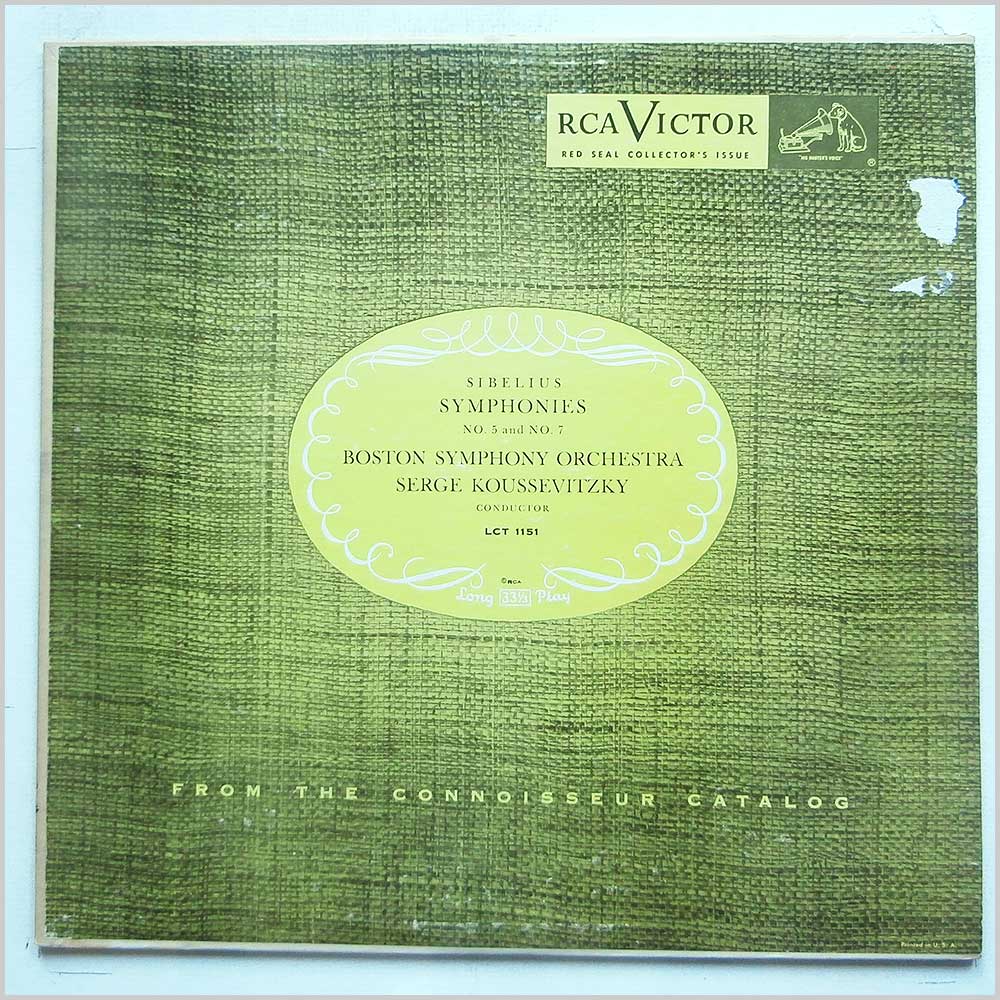 RCA VICTOR
RED SEAL COLLECTOR'S ISSUE
"HIS MASTER'S VOICE"
®
SIBELIUS
SYMPHONIES
NO. 5 and NO. 7
BOSTON SYMPHONY ORCHESTRA
SERGE KOUSSEVITZKY
CONDUCTOR
LCT 1151
© RCA
Long 33⅓ Play
FROM THE CONNOISSEUR CATALOG
Printed in U. S. A.